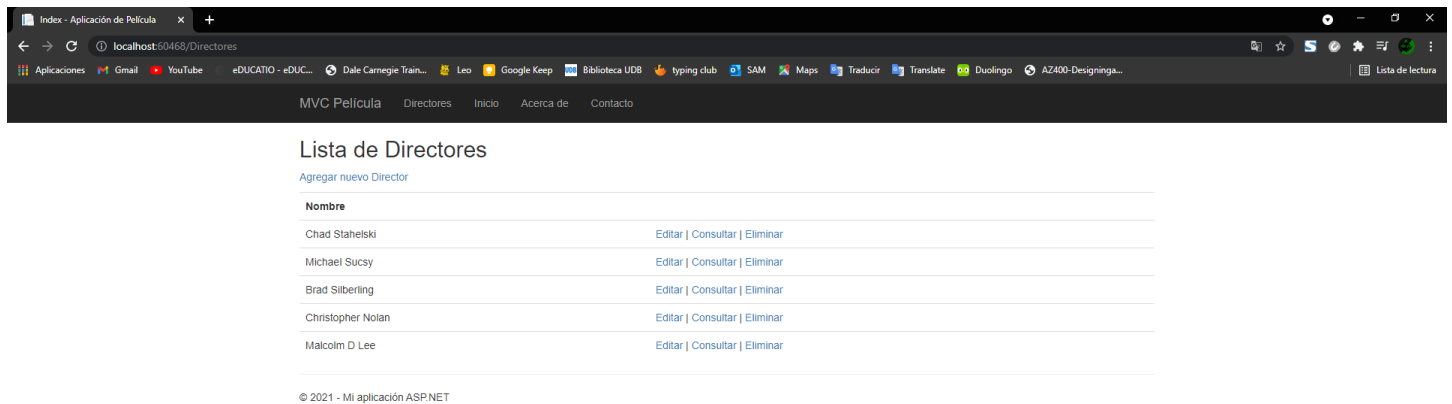 Index - Aplicación de Película
localhost:60468/Directores
Aplicaciones Gmail YouTube eDUCATIO - eDUC... Dale Carnegie Train... Leo Google Keep Biblioteca UDB typing club SAM Maps Traducir Translate Duolingo AZ400-Designinga... Lista de lectura
MVC Película Directores Inicio Acerca de Contacto
Lista de Directores
Agregar nuevo Director
Nombre
Chad Stahelski Editar | Consultar | Eliminar
Michael Sucsy Editar | Consultar | Eliminar
Brad Silberling Editar | Consultar | Eliminar
Christopher Nolan Editar | Consultar | Eliminar
Malcolm D Lee Editar | Consultar | Eliminar
© 2021 - Mi aplicación ASP.NET